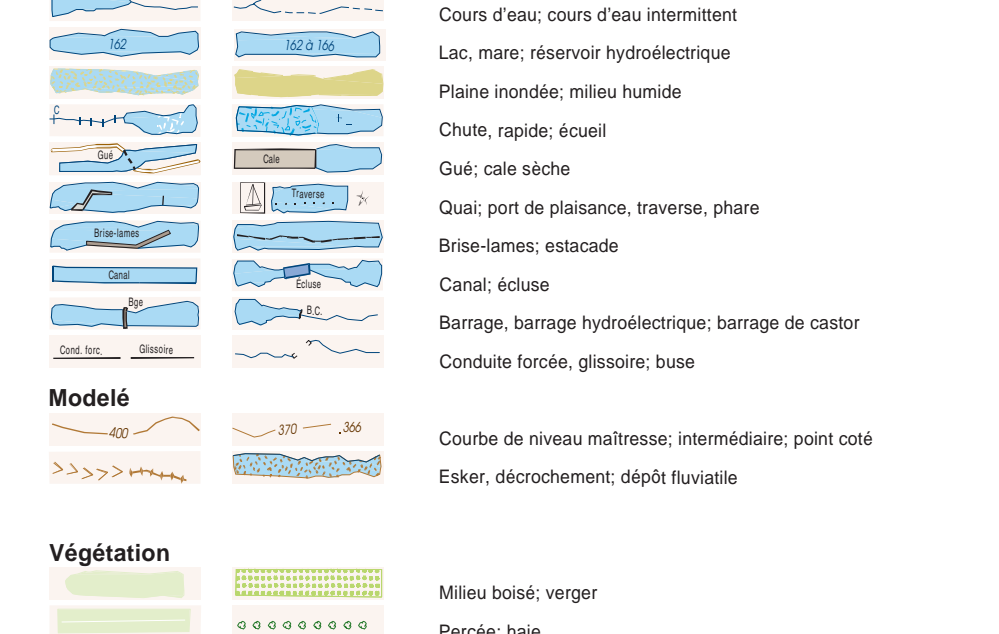 Cours d'eau; cours d'eau intermittent
162 162 à 166 Lac, mare; réservoir hydroélectrique
Plaine inondée; milieu humide
C Chute, rapide; écueil
Gué Cale Gué; cale sèche
Traverse Quai; port de plaisance, traverse, phare
Brise-lames Brise-lames; estacade
Canal Écluse Canal; écluse
Bge B.C. Barrage, barrage hydroélectrique; barrage de castor
Cond. forc. Glissoire Conduite forcée, glissoire; buse
Modelé
400 370 .366 Courbe de niveau maîtresse; intermédiaire; point coté
Esker, décrochement; dépôt fluviatile
Végétation
Milieu boisé; verger
Percée; haie